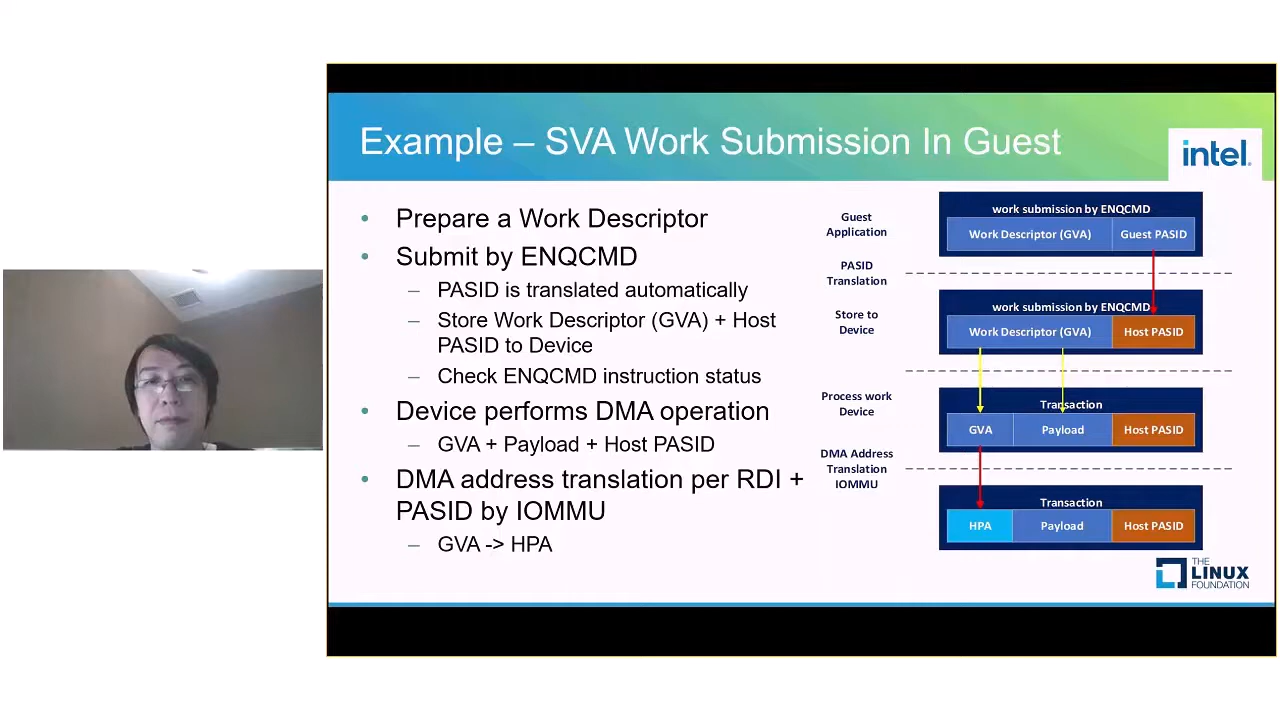 Example – SVA Work Submission In Guest
intel.
• Prepare a Work Descriptor
• Submit by ENQCMD
– PASID is translated automatically
– Store Work Descriptor (GVA) + Host
PASID to Device
– Check ENQCMD instruction status
• Device performs DMA operation
– GVA + Payload + Host PASID
• DMA address translation per RDI +
PASID by IOMMU
– GVA -> HPA
Guest
Application
work submission by ENQCMD
Work Descriptor (GVA) Guest PASID
PASID
Translation
Store to
Device
work submission by ENQCMD
Work Descriptor (GVA) Host PASID
Process work
Device
Transaction
GVA Payload Host PASID
DMA Address
Translation
IOMMU
Transaction
HPA Payload Host PASID
THE
LINUX
FOUNDATION